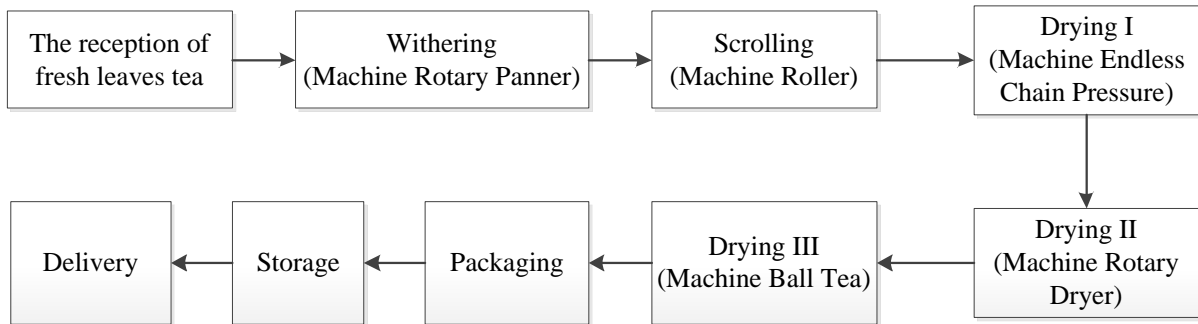 The reception of
fresh leaves tea
Withering
(Machine Rotary Panner)
Scrolling
(Machine Roller)
Drying I
(Machine Endless
Chain Pressure)
Drying II
(Machine Rotary
Dryer)
Drying III
(Machine Ball Tea)
Packaging
Storage
Delivery